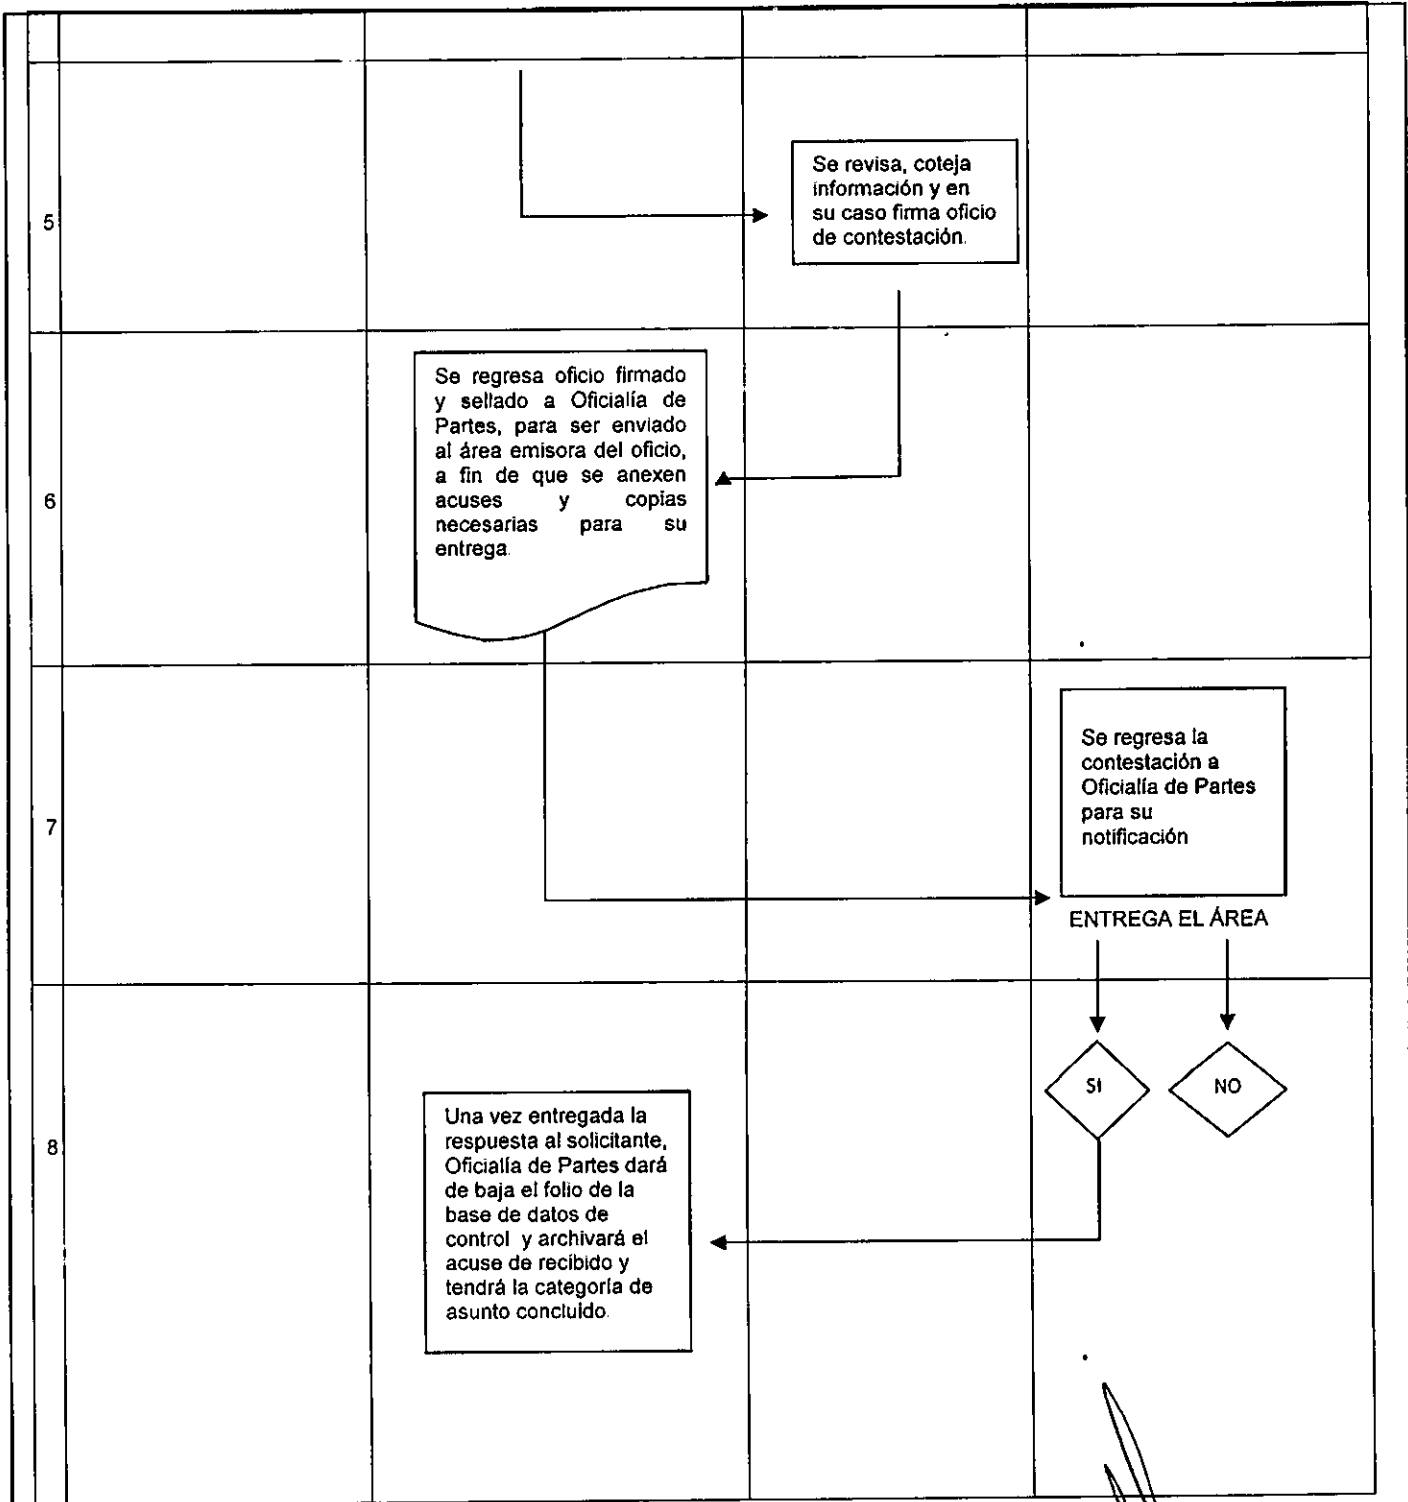 5
Se revisa, coteja
información y en
su caso firma oficio
de contestación.
6
Se regresa oficio firmado
y sellado a Oficialía de
Partes, para ser enviado
al área emisora del oficio,
a fin de que se anexen
acuses y copias
necesarias para su
entrega.
7
Se regresa la
contestación a
Oficialía de Partes
para su
notificación
ENTREGA EL ÁREA
SI
NO
8
Una vez entregada la
respuesta al solicitante,
Oficialía de Partes dará
de baja el folio de la
base de datos de
control y archivará el
acuse de recibido y
tendrá la categoría de
asunto concluido.